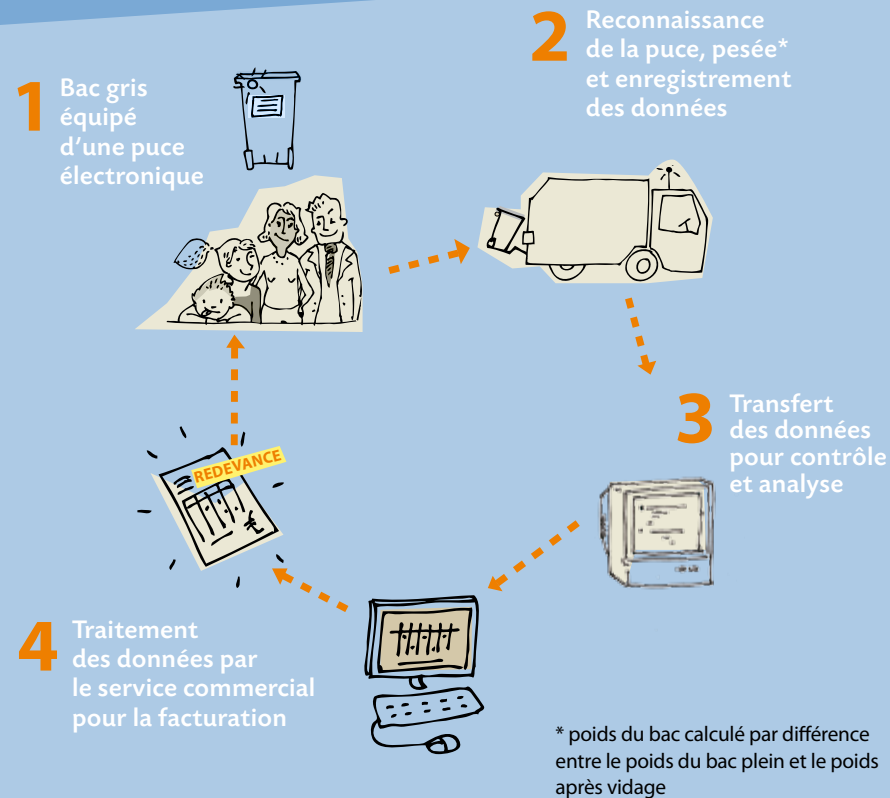 1
Bac gris
équipé
d’une puce
électronique
2
Reconnaissance
de la puce, pesée*
et enregistrement
des données
3
Transfert
des données
pour contrôle
et analyse
REDEVANCE
€
4
Traitement
des données par
le service commercial
pour la facturation
* poids du bac calculé par différence
entre le poids du bac plein et le poids
après vidage